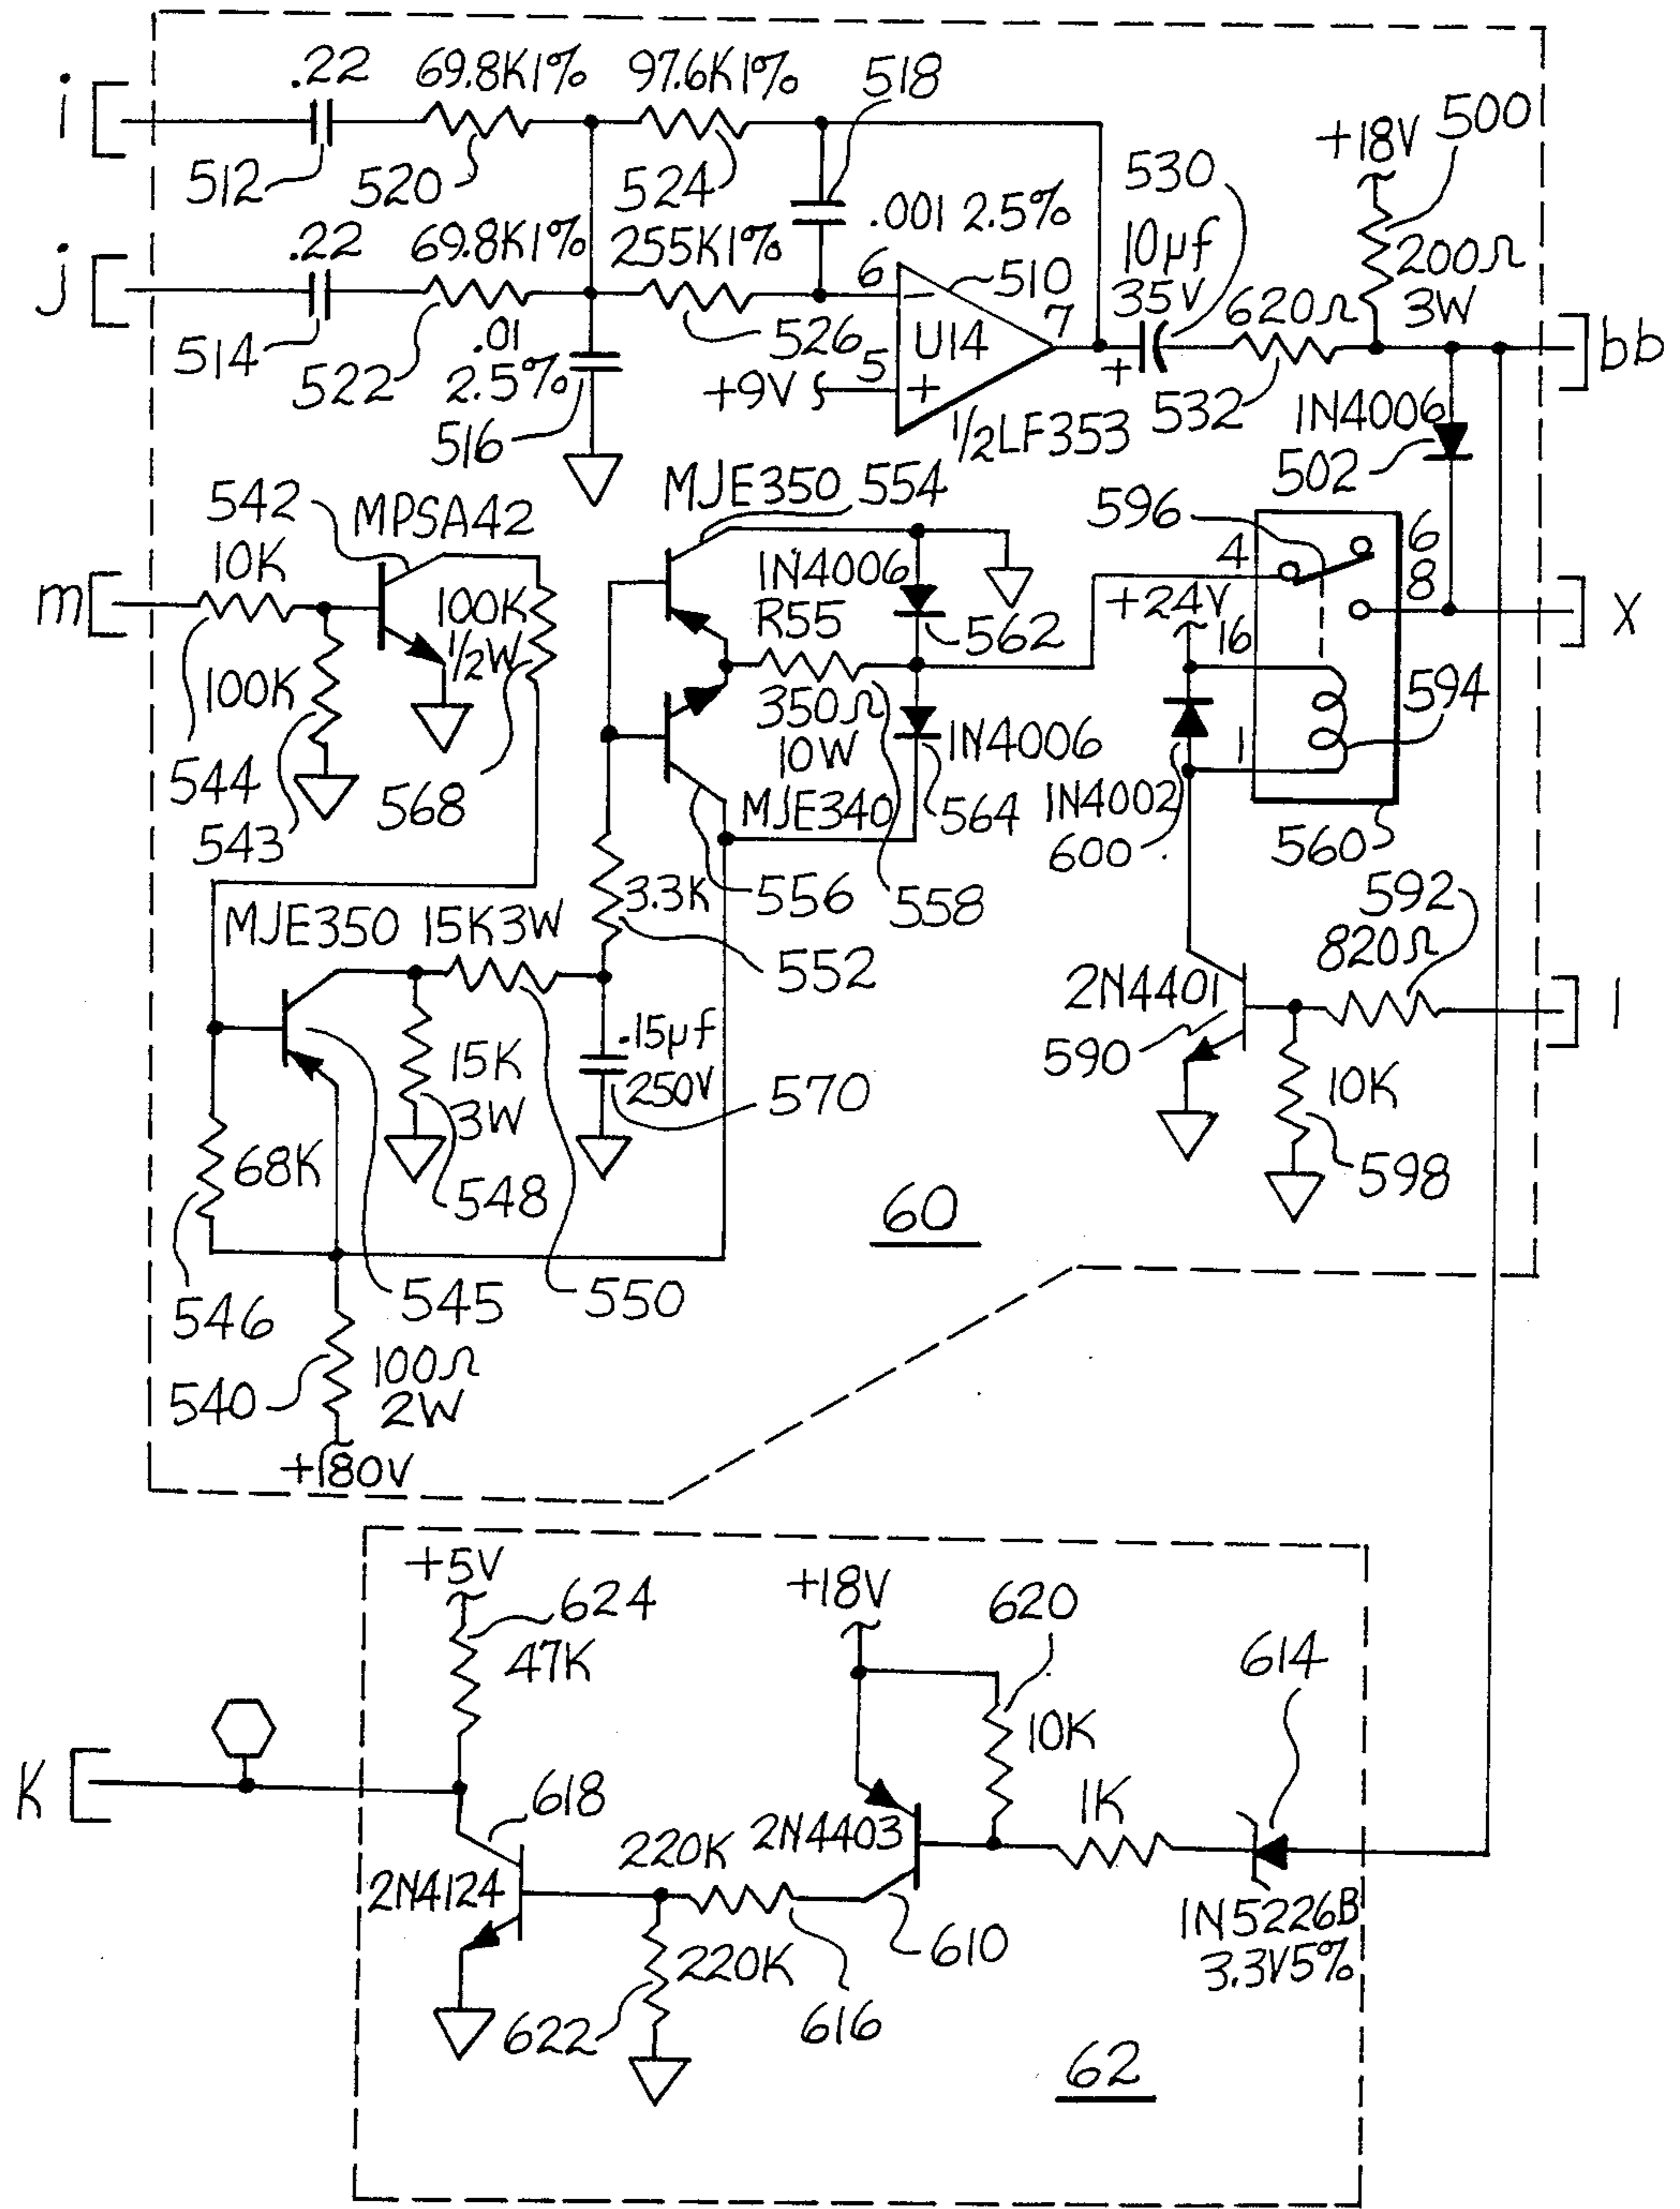 i
.22
69.8K1%
97.6K1%
518
+18V
500
512
520
524
530
.001 2.5%
10µf
35V
200Ω
3W
j
.22
69.8K1%
255K1%
6
510
7
620Ω
bb
514
522
.01
2.5%
526
5
U14
+9V
516
1/2LF353
532
1N4006
502
542
MPSA42
MJE350
554
596
4
6
8
10K
m
100K
1/2W
1N4006
R55
562
+24V
16
X
100K
544
543
568
350Ω
10W
1N4006
MJE340
564
1
594
1N4002
600
560
3.3K
556
558
592
820Ω
MJE350
15K3W
552
2N4401
590
l
.15µf
250V
570
15K
3W
10K
68K
548
598
60
546
545
550
540
100Ω
2W
+180V
+5V
624
47K
+18V
620
614
10K
K
618
1K
2N4403
220K
2N4124
610
1N5226B
3.3V5%
220K
622
616
62